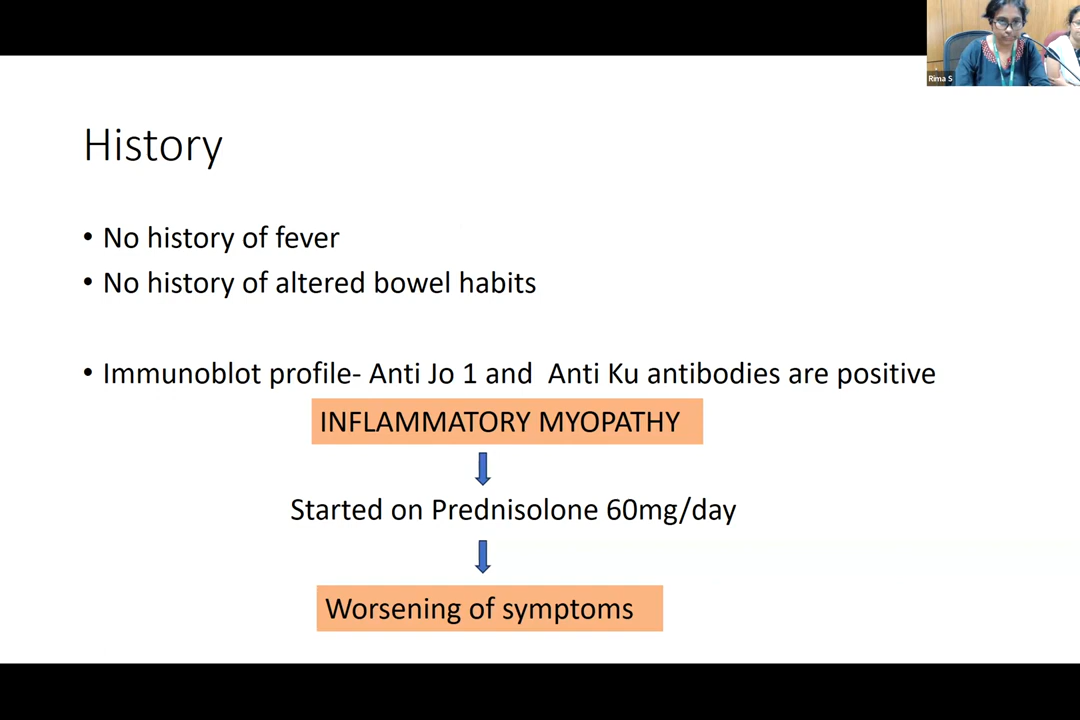 Rima S
History
• No history of fever
• No history of altered bowel habits
• Immunoblot profile- Anti Jo 1 and  Anti Ku antibodies are positive
INFLAMMATORY MYOPATHY
Started on Prednisolone 60mg/day
Worsening of symptoms